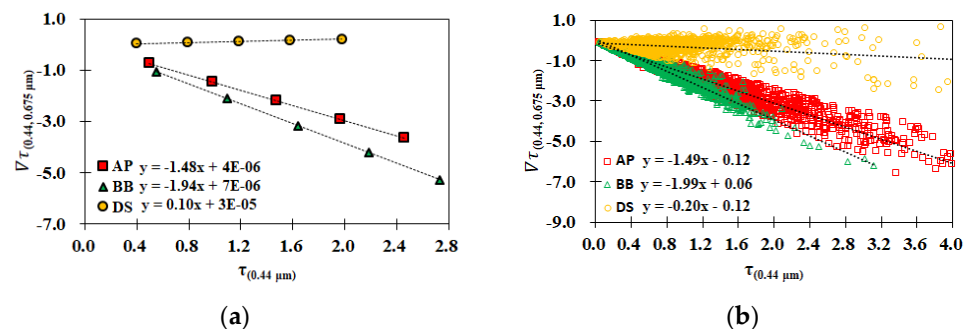 1.0
-1.0
-3.0
-5.0
-7.0
∇τ(0.44, 0.675 μm)
AP y = -1.48x + 4E-06
BB y = -1.94x + 7E-06
DS y = 0.10x + 3E-05
0.0 0.4 0.8 1.2 1.6 2.0 2.4 2.8
τ(0.44 μm)
(a)
1.0
-1.0
-3.0
-5.0
-7.0
-9.0
∇τ(0.44, 0.675 μm)
AP y = -1.49x - 0.12
BB y = -1.99x + 0.06
DS y = -0.20x - 0.12
0.0 0.4 0.8 1.2 1.6 2.0 2.4 2.8 3.2 3.6 4.0
τ(0.44 μm)
(b)